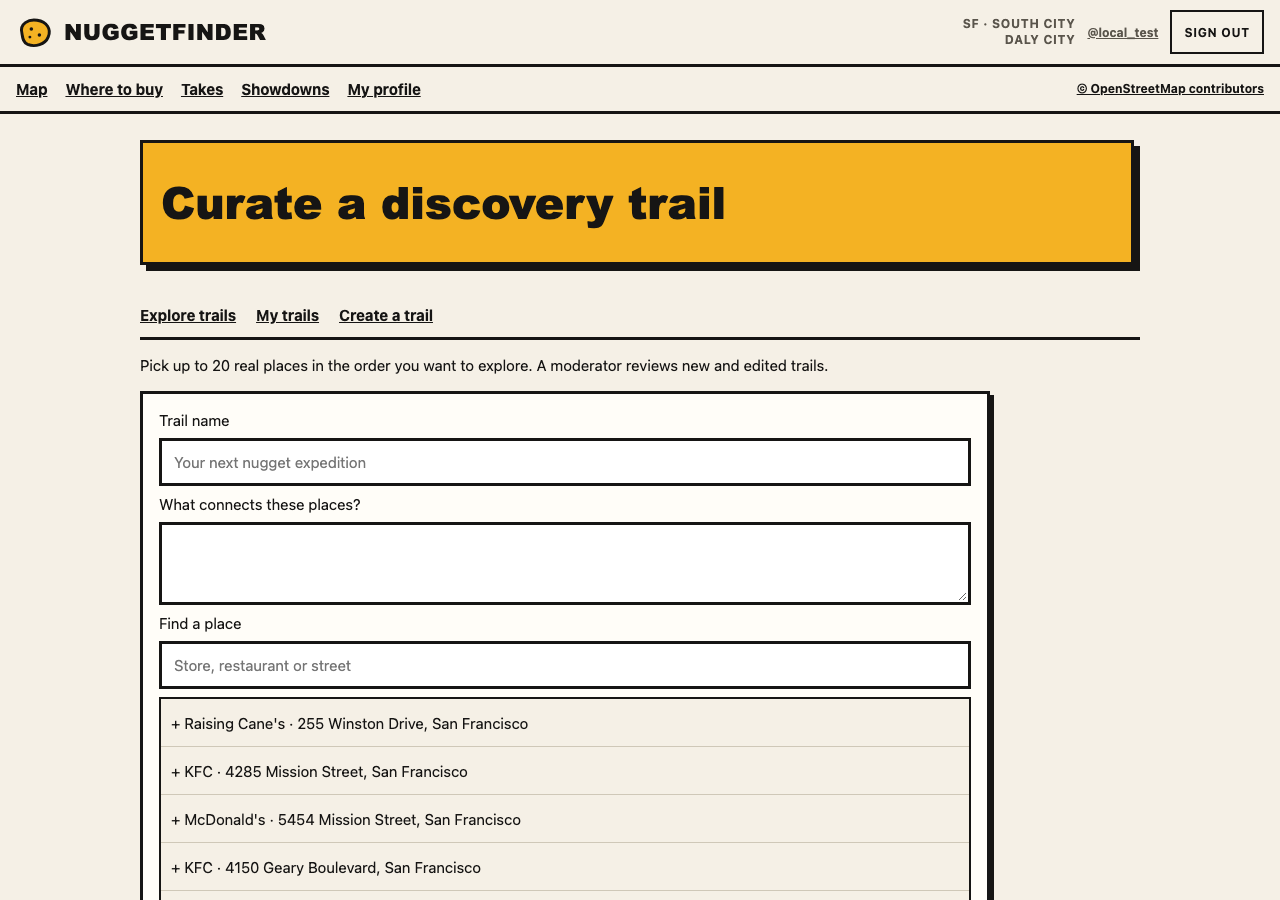 NUGGETFINDER
SF · SOUTH CITY
DALY CITY
@local_test
SIGN OUT
Map
Where to buy
Takes
Showdowns
My profile
© OpenStreetMap contributors
Curate a discovery trail
Explore trails
My trails
Create a trail
Pick up to 20 real places in the order you want to explore. A moderator reviews new and edited trails.
Trail name
Your next nugget expedition
What connects these places?
Find a place
Store, restaurant or street
+ Raising Cane's · 255 Winston Drive, San Francisco
+ KFC · 4285 Mission Street, San Francisco
+ McDonald's · 5454 Mission Street, San Francisco
+ KFC · 4150 Geary Boulevard, San Francisco